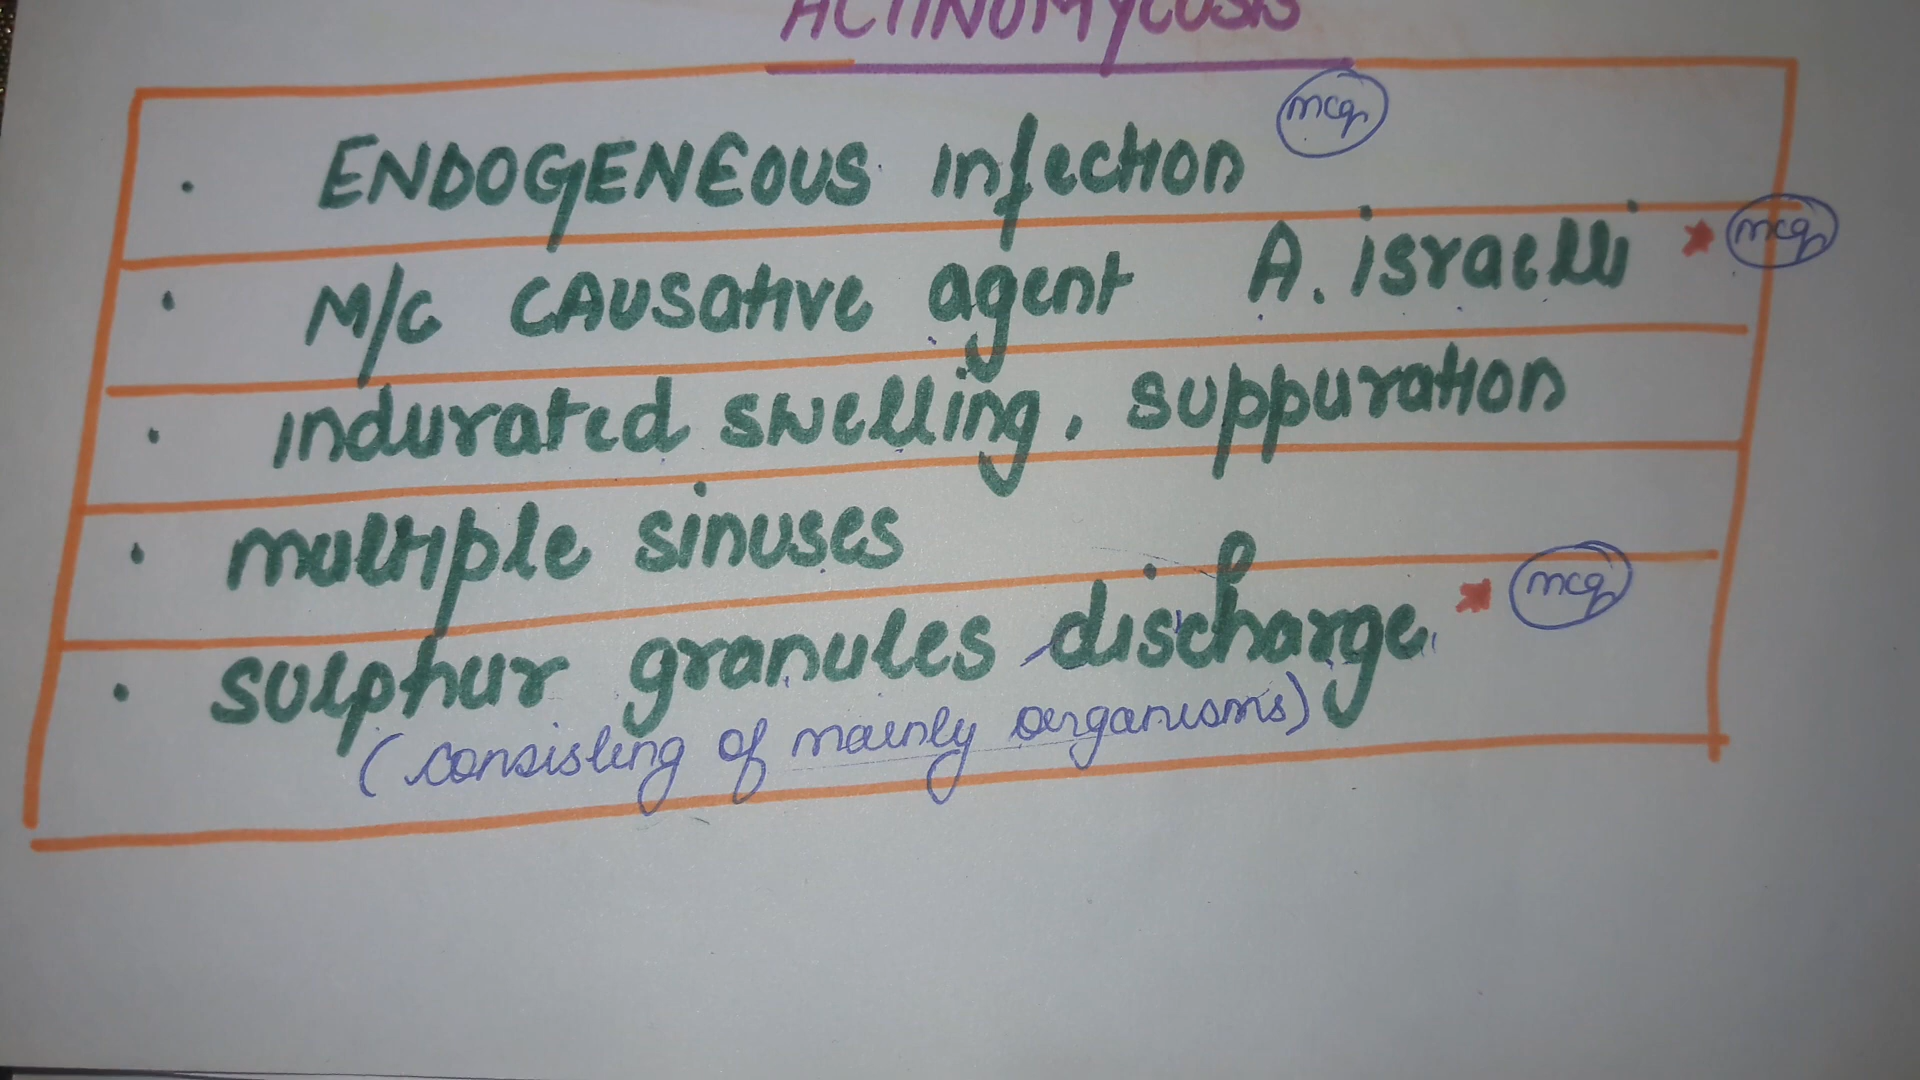 ACTINOMYCOSIS
• ENDOGENEOUS infection mcq
• M/C CAUSative agent A. israelli ★ mcq
• indurated swelling, suppuration
• multiple sinuses
• sulphur granules discharge ★ mcq
(consisting of mainly organisms)